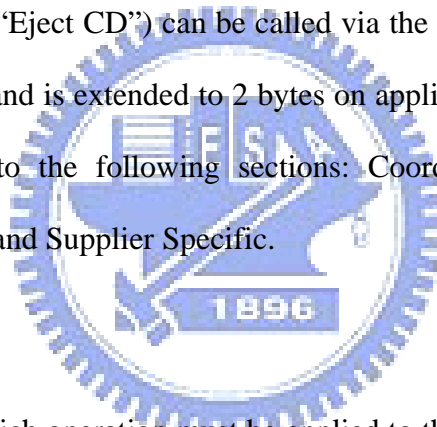 “Eject CD”) can be called via the
and is extended to 2 bytes on appli
to the following sections: Coord
and Supplier Specific.
E S A
1896
ich operation must be applied to th